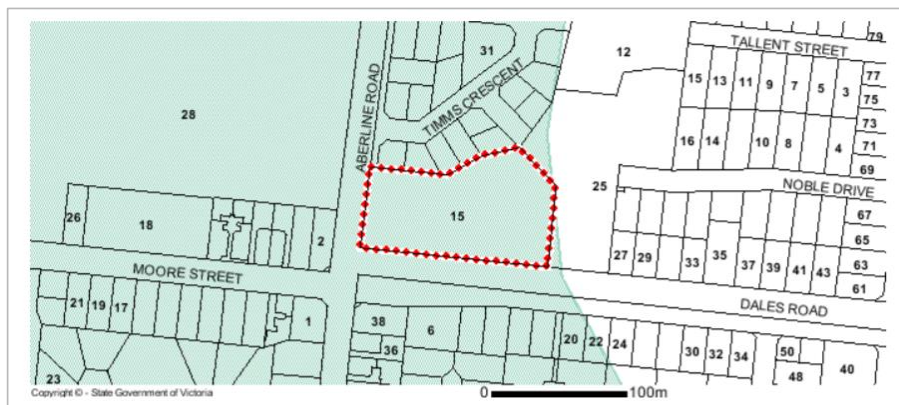 79
TALLENT STREET
31
12
ABERLINE ROAD
TIMMS CRESCENT
15 13 11 9 7 5 3
77
75
73
71
69
28
16 14 10 8 4
25
NOBLE DRIVE
15
67
65
63
61
26
18
2
27 29 33 35 37 39 41 43
MOORE STREET
DALES ROAD
21 19 17
1
38
36
6
20 22 24
30 32 34
50
48
40
23
Copyright © - State Government of Victoria
0 100m